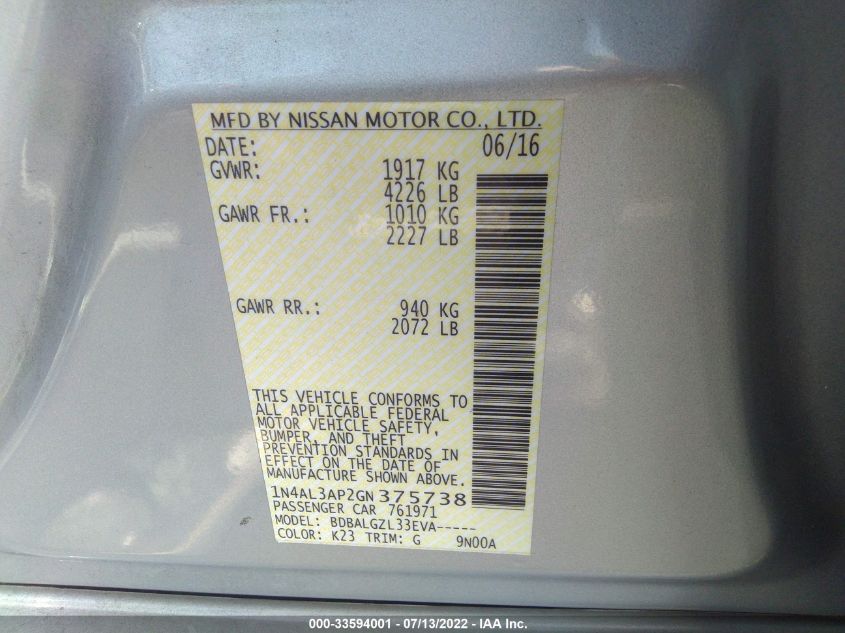 MFD BY NISSAN MOTOR CO., LTD.
DATE: 06/16
GVWR: 1917 KG
4226 LB
GAWR FR.: 1010 KG
2227 LB
GAWR RR.: 940 KG
2072 LB
THIS VEHICLE CONFORMS TO
ALL APPLICABLE FEDERAL
MOTOR VEHICLE SAFETY,
BUMPER, AND THEFT
PREVENTION STANDARDS IN
EFFECT ON THE DATE OF
MANUFACTURE SHOWN ABOVE.
1N4AL3AP2GN375738
PASSENGER CAR 761971
MODEL: BDBALGZL33EVA-----
COLOR: K23 TRIM: G 9N00A
000-33594001 - 07/13/2022 - IAA Inc.